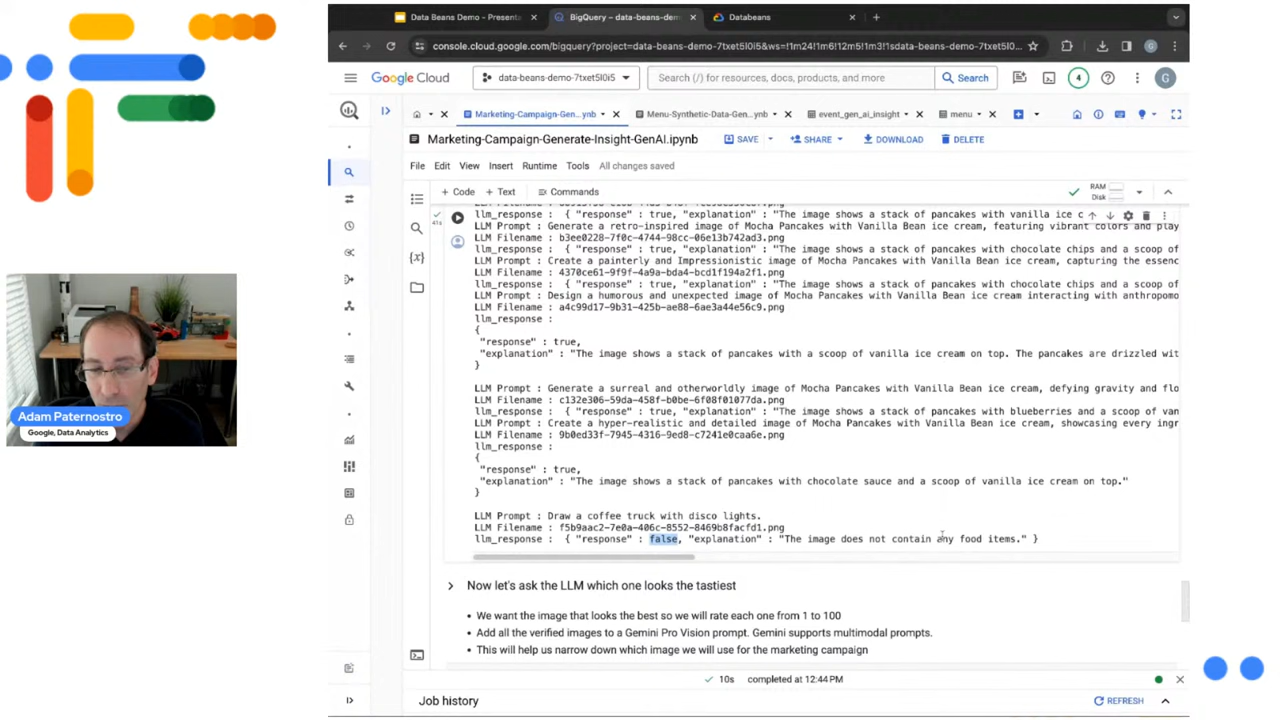 Data Beans Demo - Presenta
BigQuery – data-beans-demo-
Databeans
console.cloud.google.com/bigquery?project=data-beans-demo-7txet5l0i5&ws=!1m24!1m6!12m5!1m3!1sdata-beans-demo-7txet5l0i5...
Google Cloud
data-beans-demo-7txet5l0i5
Search (/) for resources, docs, products, and more
Search
4
G
Marketing-Campaign-Gen...ynb
Menu-Synthetic-Data-Gen...ynb
event_gen_ai_insight
menu
Marketing-Campaign-Generate-Insight-GenAI.ipynb
SAVE
SHARE
DOWNLOAD
DELETE
File Edit View Insert Runtime Tools All changes saved
+ Code + Text Commands
RAM
Disk
llm_response : { "response" : true, "explanation" : "The image shows a stack of pancakes with vanilla ice c
LLM Prompt : Generate a retro-inspired image of Mocha Pancakes with Vanilla Bean ice cream, featuring vibrant colors and play
LLM Filename : b3ee0228-7f0c-4744-98cc-06e13b742ad3.png
llm_response : { "response" : true, "explanation" : "The image shows a stack of pancakes with chocolate chips and a scoop of
LLM Prompt : Create a painterly and Impressionistic image of Mocha Pancakes with Vanilla Bean ice cream, capturing the essenc
LLM Filename : 4370ce61-9f9f-4a9a-bda4-bcd1f194a2f1.png
llm_response : { "response" : true, "explanation" : "The image shows a stack of pancakes with chocolate chips and a scoop of
LLM Prompt : Design a humorous and unexpected image of Mocha Pancakes with Vanilla Bean ice cream interacting with anthropomo
LLM Filename : a4c99d17-9b31-425b-ae88-6ae3a44e56c9.png
llm_response :
{
"response" : true,
"explanation" : "The image shows a stack of pancakes with a scoop of vanilla ice cream on top. The pancakes are drizzled wit
}
LLM Prompt : Generate a surreal and otherworldly image of Mocha Pancakes with Vanilla Bean ice cream, defying gravity and flo
LLM Filename : c132e306-59da-458f-b0be-6f08f01077da.png
llm_response : { "response" : true, "explanation" : "The image shows a stack of pancakes with blueberries and a scoop of van
LLM Prompt : Create a hyper-realistic and detailed image of Mocha Pancakes with Vanilla Bean ice cream, showcasing every ingr
LLM Filename : 9b0ed33f-7945-4316-9ed8-c7241e0caa6e.png
llm_response :
{
"response" : true,
"explanation" : "The image shows a stack of pancakes with chocolate sauce and a scoop of vanilla ice cream on top."
}
LLM Prompt : Draw a coffee truck with disco lights.
LLM Filename : f5b9aac2-7e0a-406c-8552-8469b8facfd1.png
llm_response : { "response" : false, "explanation" : "The image does not contain any food items." }
Now let's ask the LLM which one looks the tastiest
• We want the image that looks the best so we will rate each one from 1 to 100
• Add all the verified images to a Gemini Pro Vision prompt. Gemini supports multimodal prompts.
• This will help us narrow down which image we will use for the marketing campaign
10s completed at 12:44 PM
Job history
REFRESH
Adam Paternostro
Google, Data Analytics